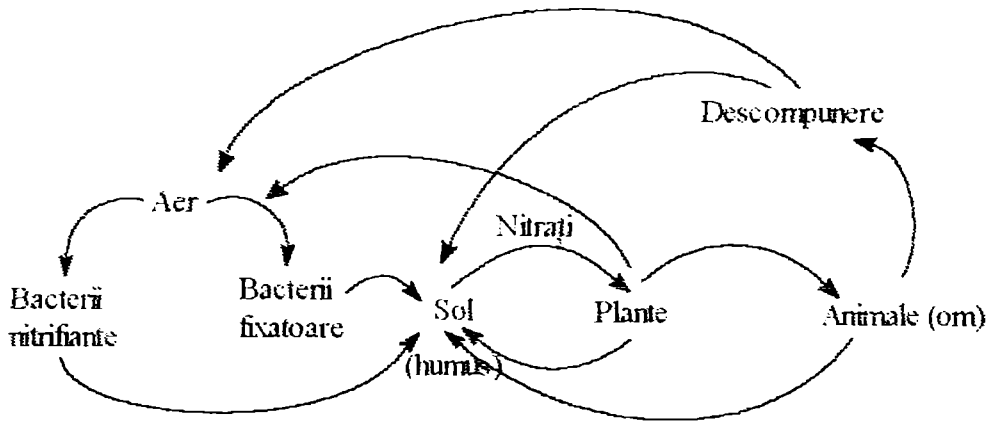 Descompunere
Aer
Nitrați
Bacterii
nitrifiante
Bacterii
fixatoare
Sol
(humus)
Plante
Animale (om)